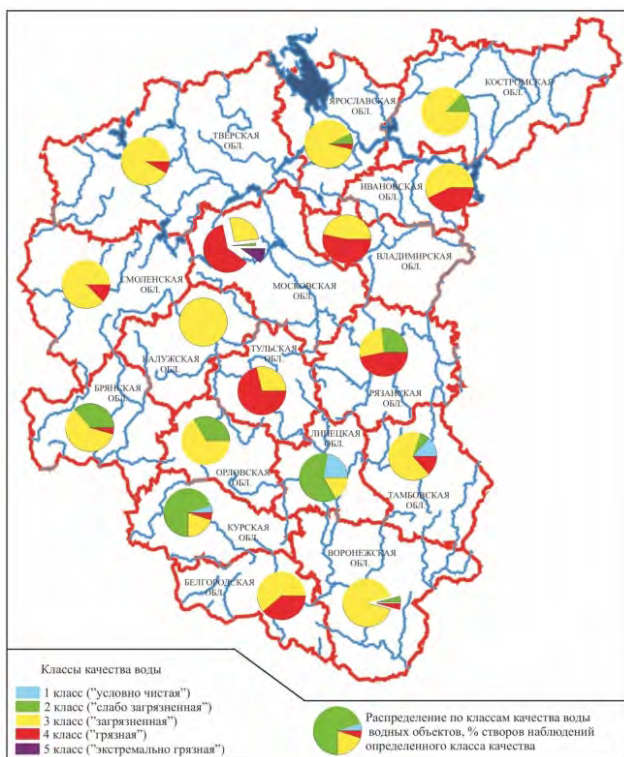 КОСТРОМСКАЯ
ОБЛ.
ЯРОСЛАВСКАЯ
ОБЛ.
ТВЕРСКАЯ
ОБЛ.
ИВАНОВСКАЯ
ОБЛ.
ВЛАДИМИРСКАЯ
ОБЛ.
СМОЛЕНСКАЯ
ОБЛ.
МОСКОВСКАЯ
ОБЛ.
КАЛУЖСКАЯ
ОБЛ.
ТУЛЬСКАЯ
ОБЛ.
РЯЗАНСКАЯ
ОБЛ.
БРЯНСКАЯ
ОБЛ.
ОРЛОВСКАЯ
ОБЛ.
ЛИПЕЦКАЯ
ОБЛ.
ТАМБОВСКАЯ
ОБЛ.
КУРСКАЯ
ОБЛ.
ВОРОНЕЖСКАЯ
ОБЛ.
БЕЛГОРОДСКАЯ
ОБЛ.
Классы качества воды
1 класс ("условно чистая")
2 класс ("слабо загрязненная")
3 класс ("загрязненная")
4 класс ("грязная")
5 класс ("экстремально грязная")
Распределение по классам качества воды
водных объектов, % створов наблюдений
определенного класса качества